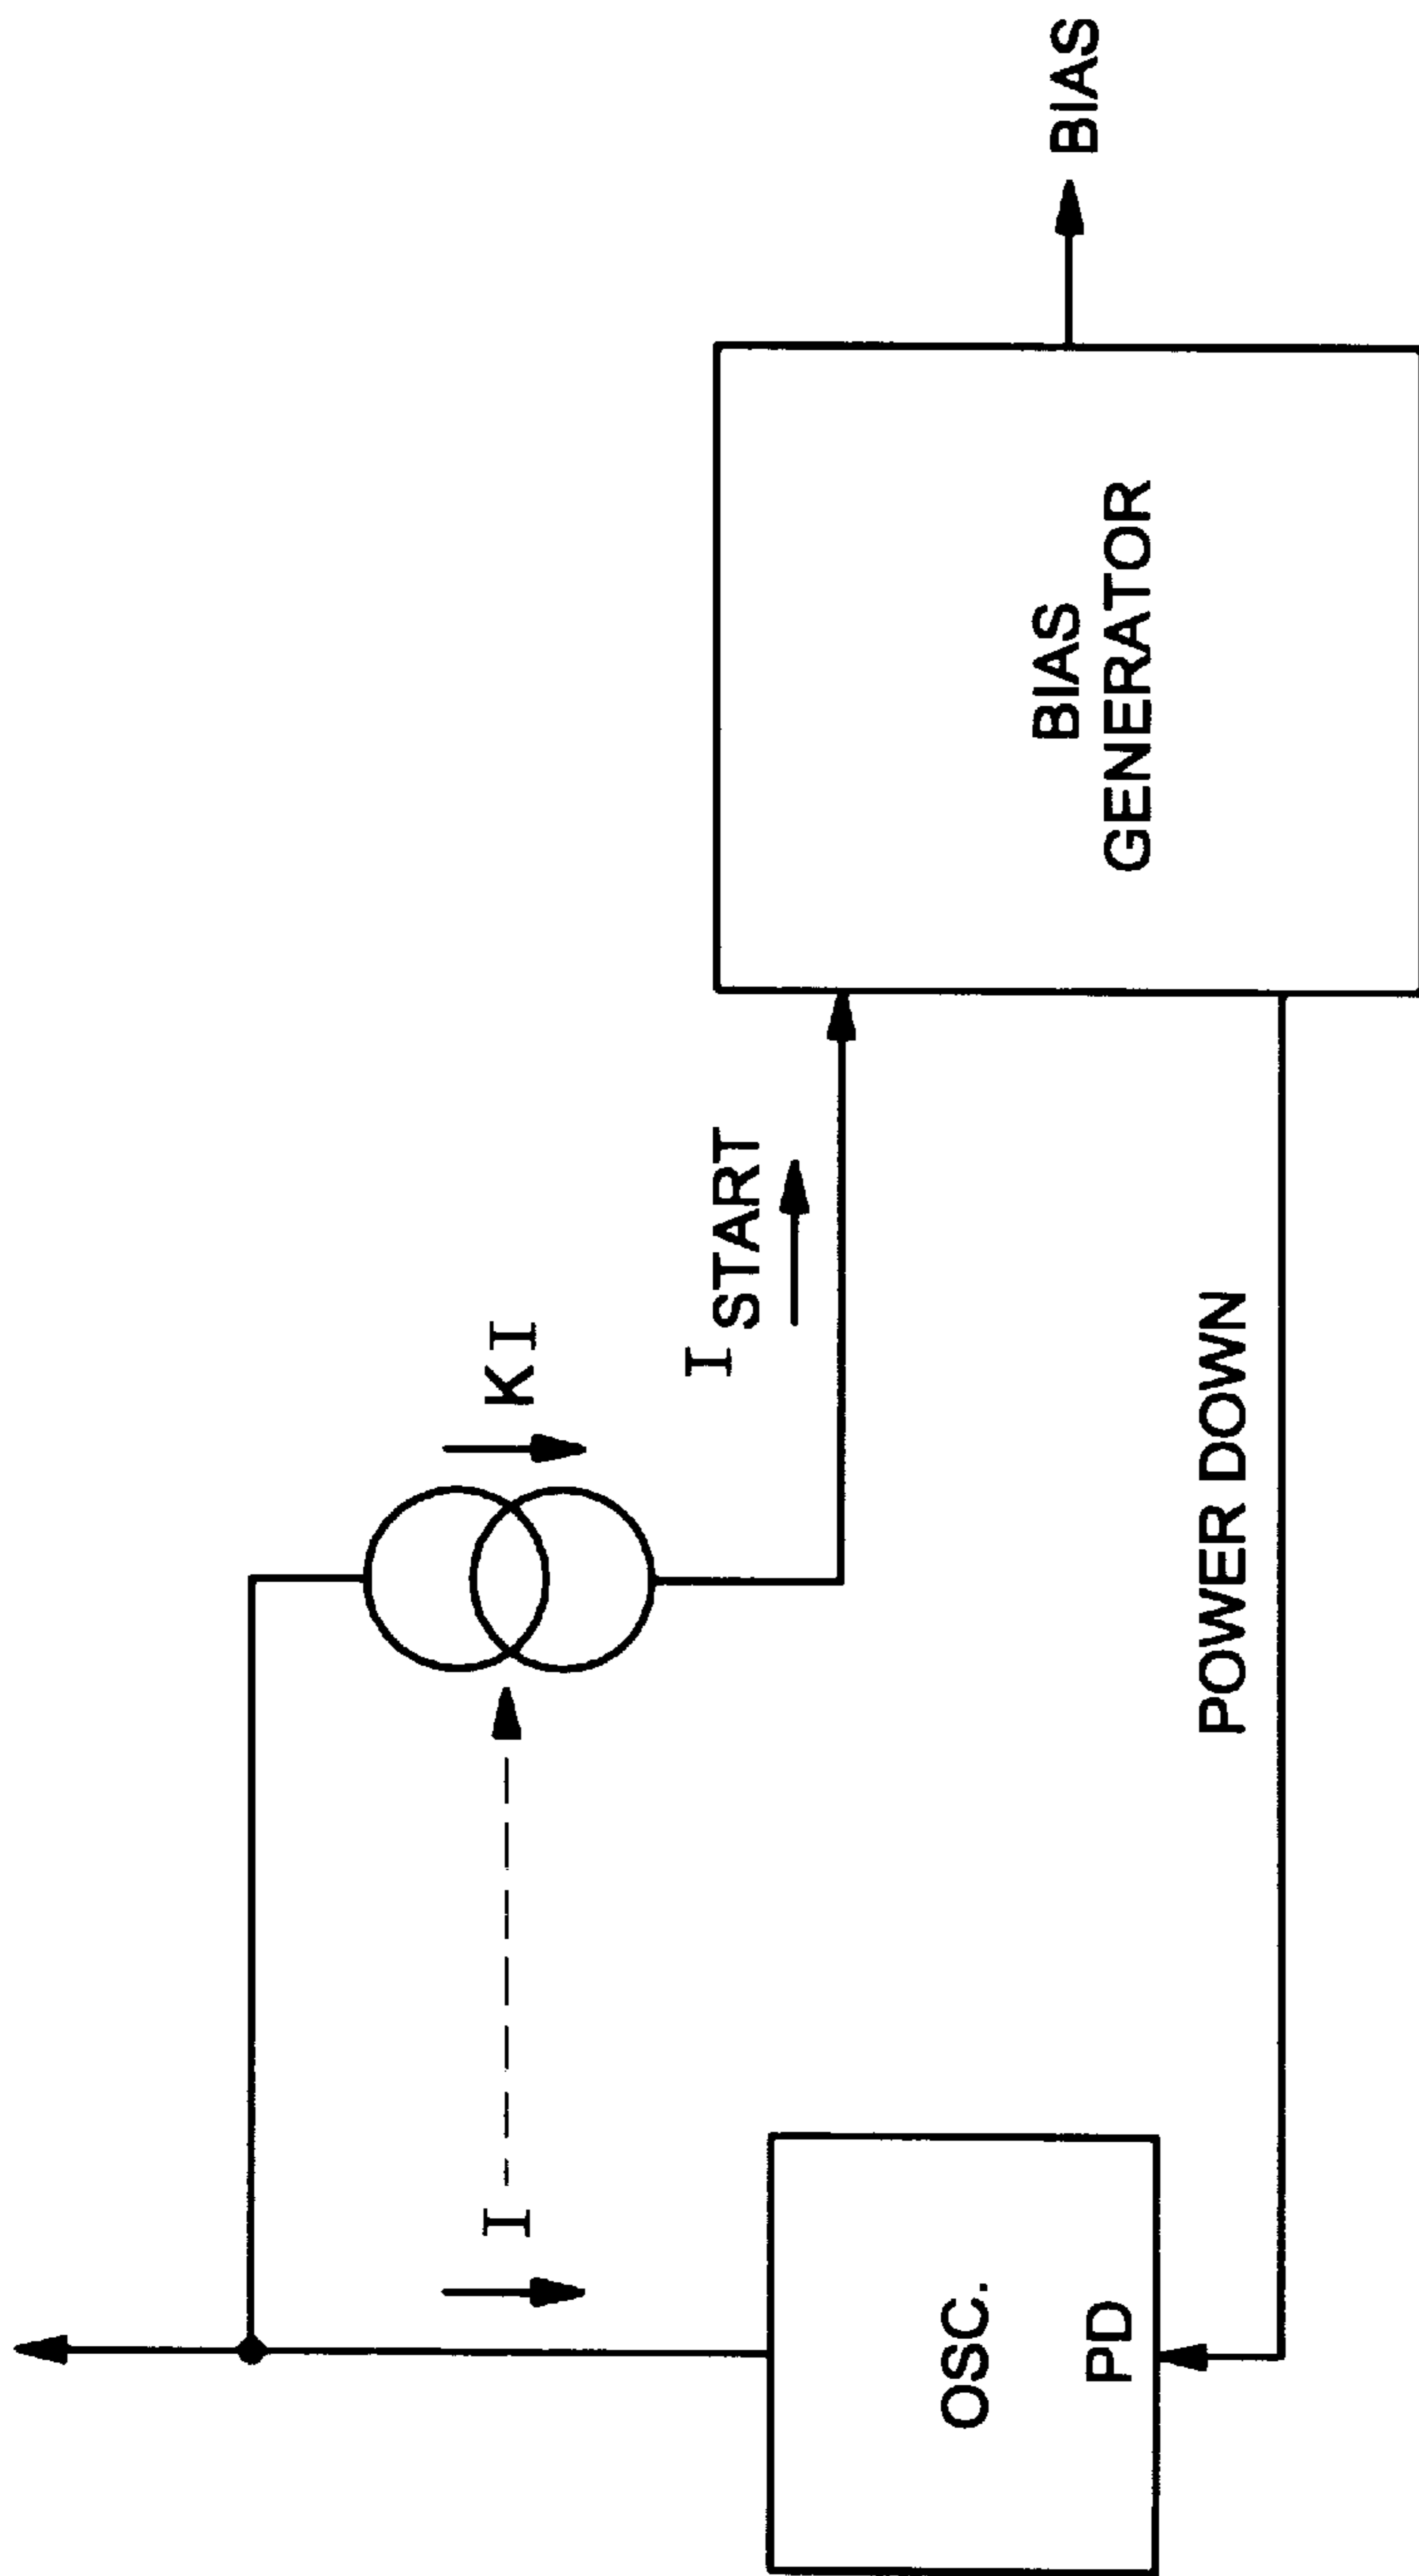 I
KI
I START
OSC.
PD
POWER DOWN
BIAS
GENERATOR
BIAS